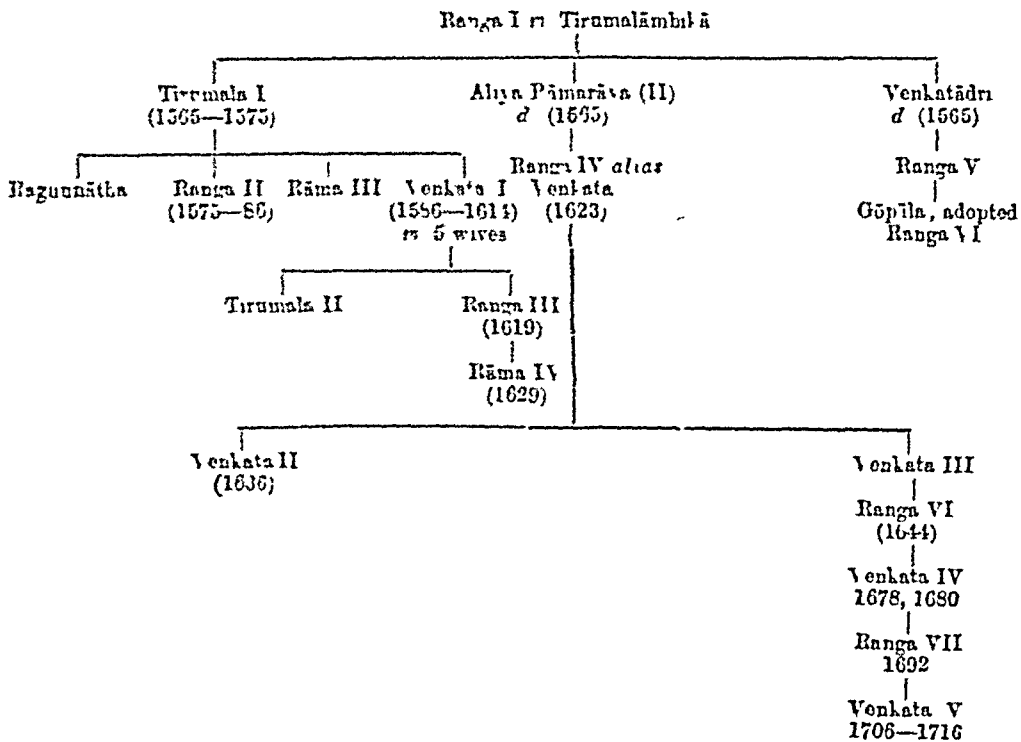 Ranga I m Tirumalāmbikā
Tirumala I
(1565—1575)
Aliya Rāmarāya (II)
d (1565)
Venkatādri
d (1565)
Ragunnātha
Ranga II
(1575—86)
Rāma III
Venkata I
(1586—1614)
m 5 wives
Ranga IV alias
Venkata
(1623)
Ranga V
Gōpāla, adopted
Ranga VI
Tirumala II
Ranga III
(1619)
Rāma IV
(1629)
Venkata II
(1636)
Venkata III
Ranga VI
(1644)
Venkata IV
1678, 1680
Ranga VII
1692
Venkata V
1706—1716